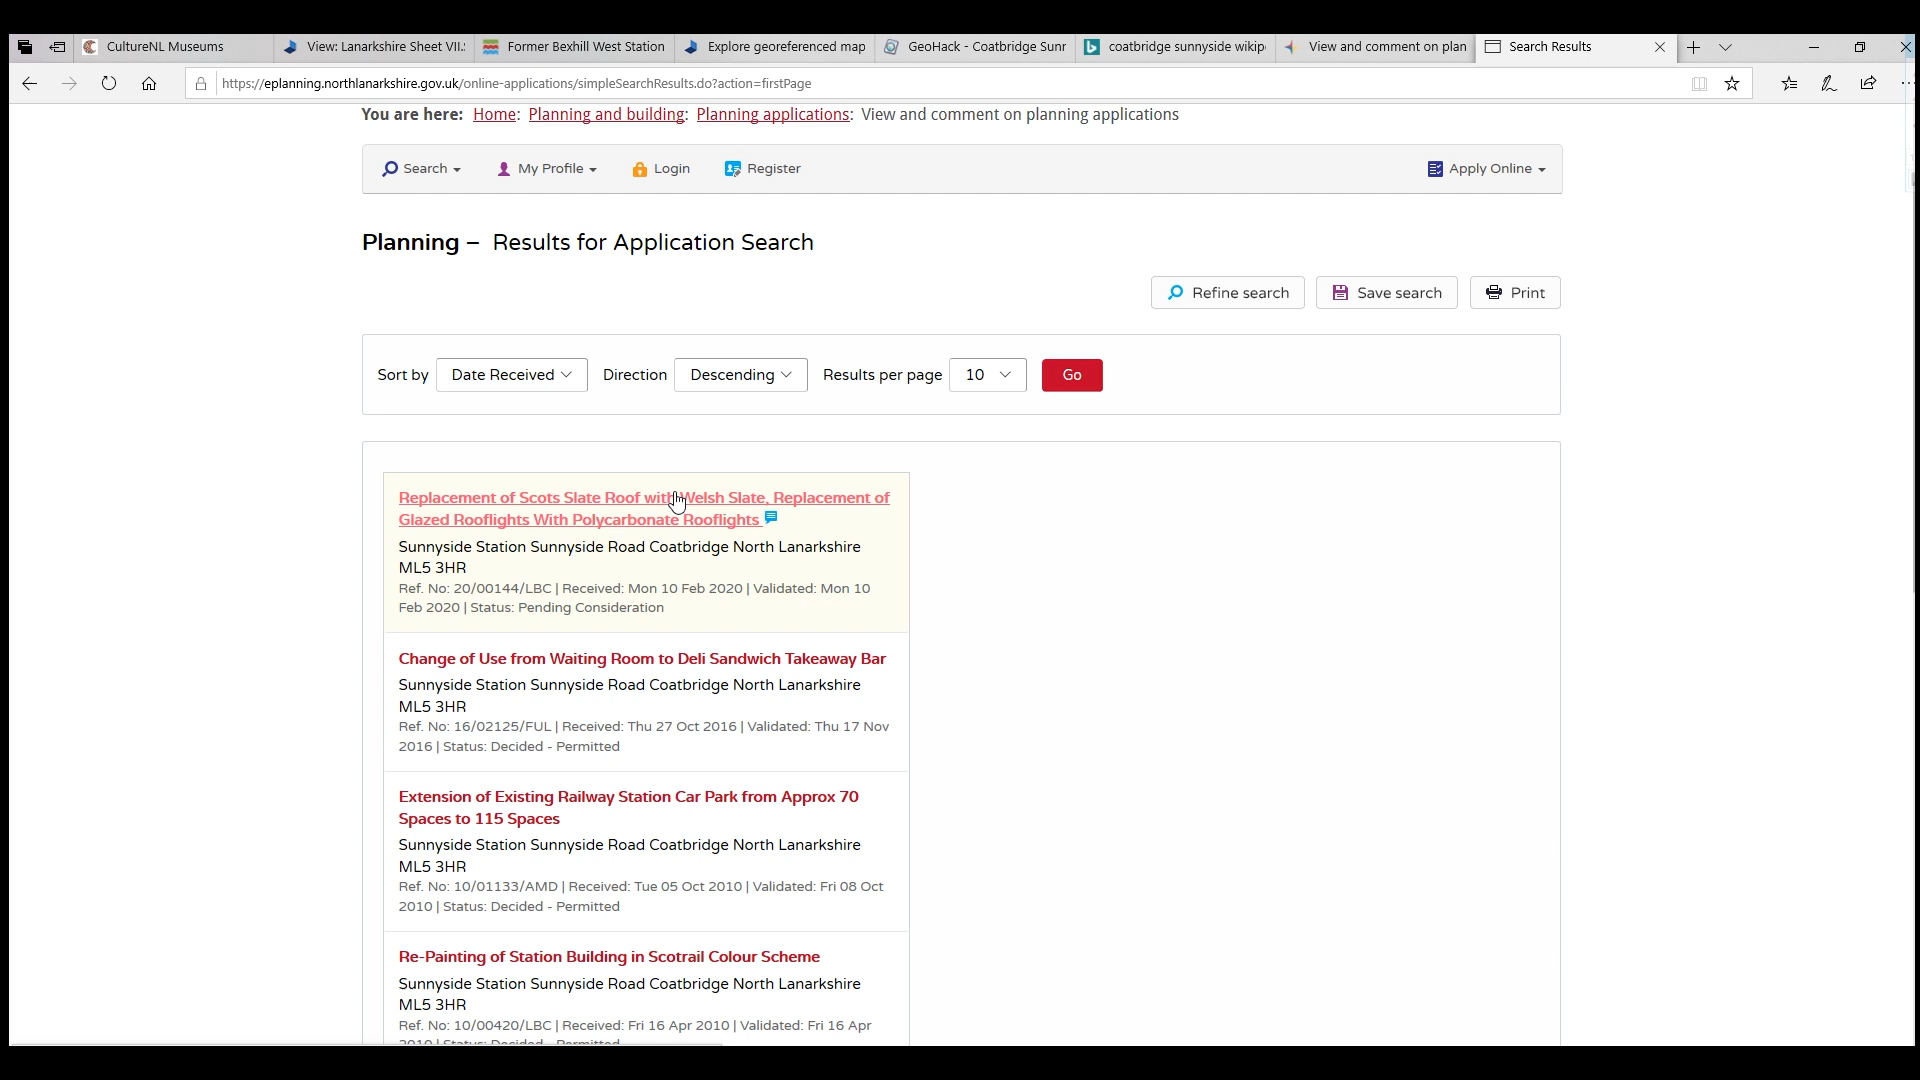 CultureNL Museums
View: Lanarkshire Sheet VII.
Former Bexhill West Station
Explore georeferenced map
GeoHack - Coatbridge Sunr
coatbridge sunnyside wikip
View and comment on plan
Search Results
https://eplanning.northlanarkshire.gov.uk/online-applications/simpleSearchResults.do?action=firstPage
You are here: Home: Planning and building: Planning applications: View and comment on planning applications
Search My Profile Login Register Apply Online
Planning – Results for Application Search
Refine search Save search Print
Sort by Date Received Direction Descending Results per page 10 Go
Replacement of Scots Slate Roof with Welsh Slate, Replacement of
Glazed Rooflights With Polycarbonate Rooflights
Sunnyside Station Sunnyside Road Coatbridge North Lanarkshire
ML5 3HR
Ref. No: 20/00144/LBC | Received: Mon 10 Feb 2020 | Validated: Mon 10
Feb 2020 | Status: Pending Consideration
Change of Use from Waiting Room to Deli Sandwich Takeaway Bar
Sunnyside Station Sunnyside Road Coatbridge North Lanarkshire
ML5 3HR
Ref. No: 16/02125/FUL | Received: Thu 27 Oct 2016 | Validated: Thu 17 Nov
2016 | Status: Decided - Permitted
Extension of Existing Railway Station Car Park from Approx 70
Spaces to 115 Spaces
Sunnyside Station Sunnyside Road Coatbridge North Lanarkshire
ML5 3HR
Ref. No: 10/01133/AMD | Received: Tue 05 Oct 2010 | Validated: Fri 08 Oct
2010 | Status: Decided - Permitted
Re-Painting of Station Building in Scotrail Colour Scheme
Sunnyside Station Sunnyside Road Coatbridge North Lanarkshire
ML5 3HR
Ref. No: 10/00420/LBC | Received: Fri 16 Apr 2010 | Validated: Fri 16 Apr
2010 | Status: Decided - Permitted